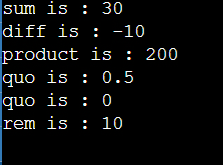 sum is : 30
diff is : -10
product is : 200
quo is : 0.5
quo is : 0
rem is : 10